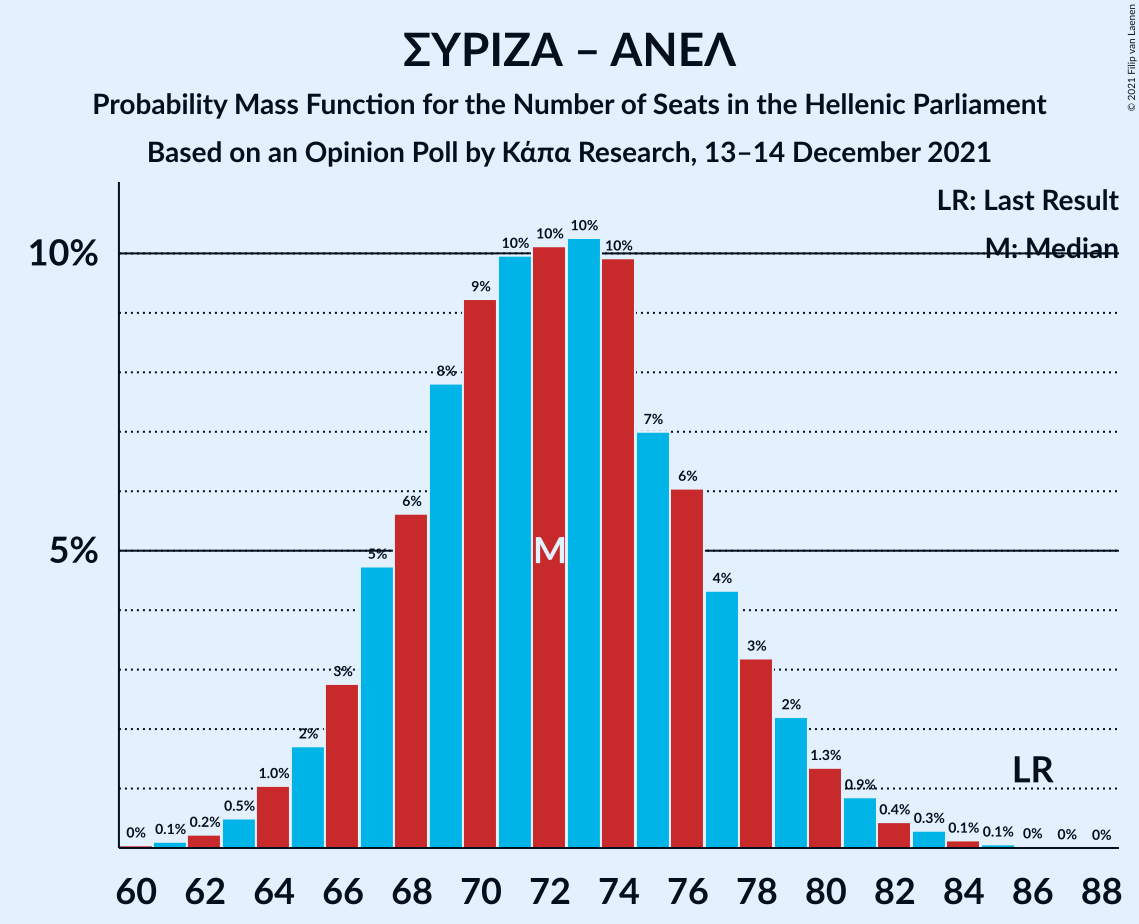 ΣΥΡΙΖΑ – ΑΝΕΛ
Probability Mass Function for the Number of Seats in the Hellenic Parliament
Based on an Opinion Poll by Κάπα Research, 13–14 December 2021
© 2021 Filip van Laenen
LR: Last Result
M: Median
10%
5%
0% 0.1% 0.2% 0.5% 1.0% 2% 3% 5% 6% 8% 9% 10% 10% 10% 10% 7% 6% 4% 3% 2% 1.3% 0.9% 0.4% 0.3% 0.1% 0.1% 0% 0% 0%
M
LR
60 62 64 66 68 70 72 74 76 78 80 82 84 86 88